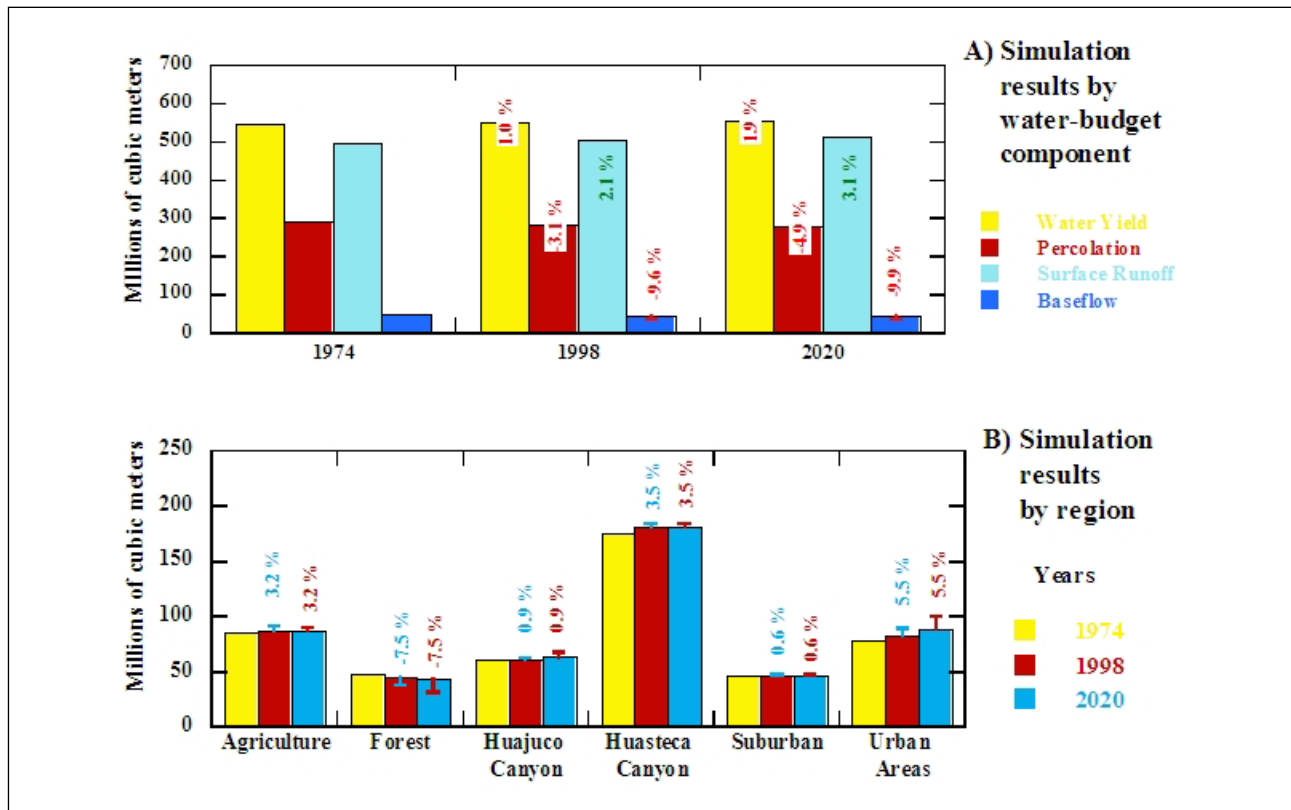 A) Simulation
results by
water-budget
component
MIllions of cubic meters
700
600
500
400
300
200
100
0
1.0 %
-3.1 %
2.1 %
-9.6 %
1.9 %
-4.9 %
3.1 %
-9.9 %
1974
1998
2020
Water Yield
Percolation
Surface Runoff
Baseflow
B) Simulation
results
by region
Millions of cubic meters
250
200
150
100
50
0
3.2 %
3.2 %
-7.5 %
-7.5 %
0.9 %
0.9 %
3.5 %
3.5 %
0.6 %
0.6 %
5.5 %
5.5 %
Agriculture
Forest
Huajuco
Canyon
Huasteca
Canyon
Suburban
Urban
Areas
Years
1974
1998
2020